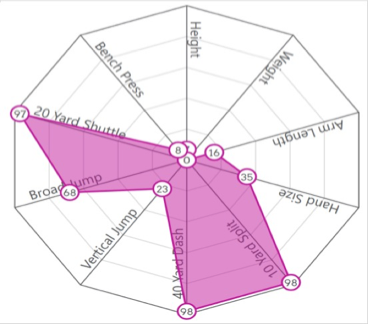 Height
Weight
Arm Length
Hand Size
10 Yard Split
40 Yard Dash
Vertical Jump
Broad Jump
20 Yard Shuttle
Bench Press
0
16
35
98
98
23
68
97
8